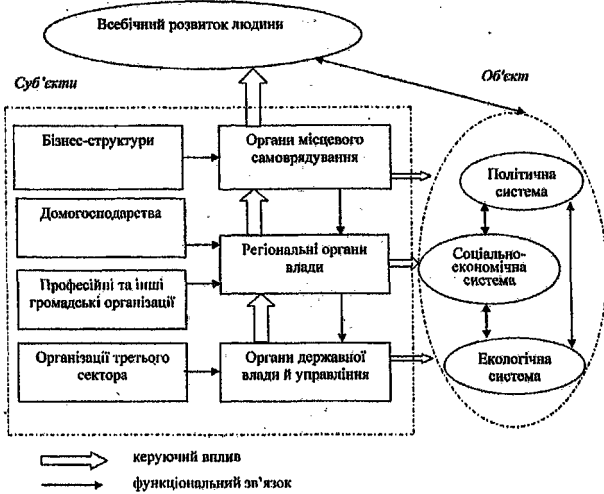 Всебічний розвиток людини
Суб'єкти
Об'єкт
Бізнес-структури
Органи місцевого
самоврядування
Політична
система
Домогосподарства
Регіональні органи
влади
Соціально-
економічна
система
Професійні та інші
громадські організації
Організації третього
сектора
Органи державної
влади й управління
Екологічна
система
керуючий вплив
функціональний зв'язок